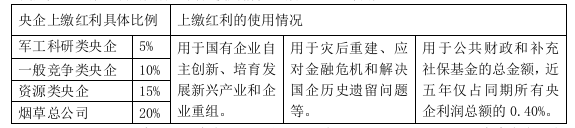 央企上缴红利具体比例
上缴红利的使用情况
军工科研类央企
5%
一般竞争类央企
10%
资源类央企
15%
烟草总公司
20%
用于国有企业自
主创新、培育发
展新兴产业和企
业重组。
用于灾后重建、应
对金融危机和解决
国企历史遗留问题
等。
用于公共财政和补充
社保基金的总金额，近
五年仅占同期所有央
企利润总额的 0.40%。